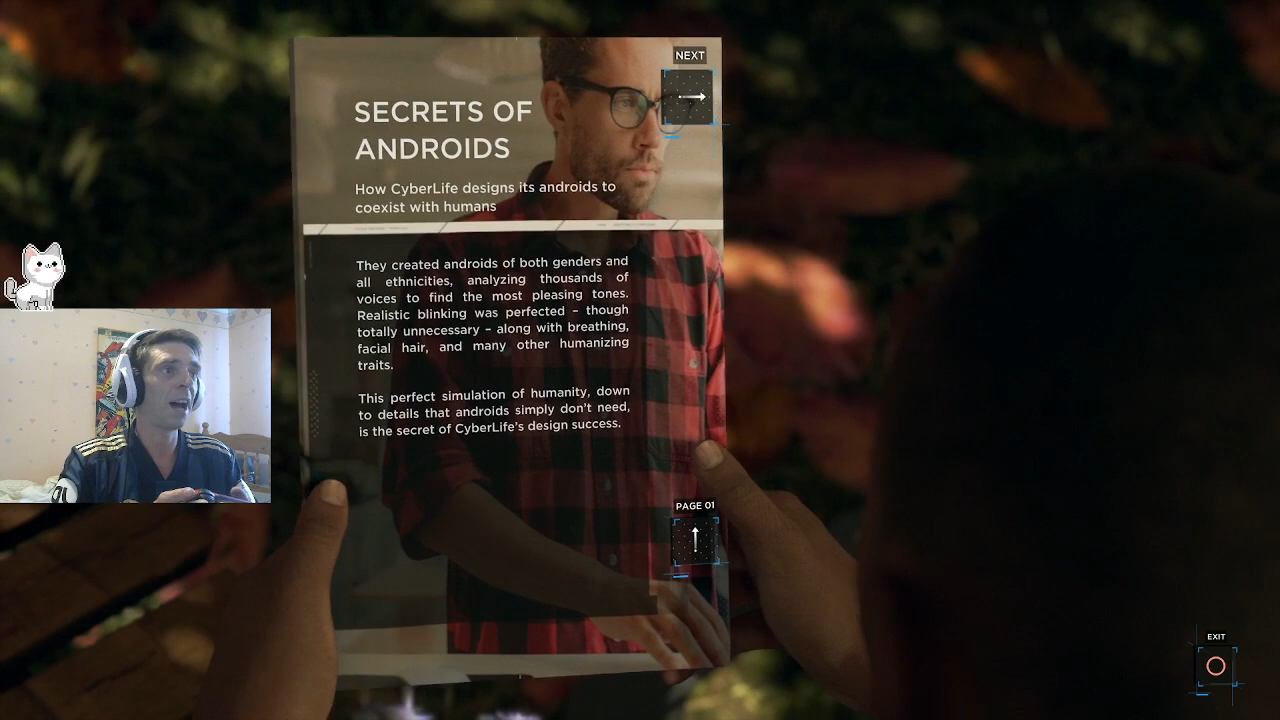 NEXT
SECRETS OF
ANDROIDS
How CyberLife designs its androids to
coexist with humans
They created androids of both genders and
all ethnicities, analyzing thousands of
voices to find the most pleasing tones.
Realistic blinking was perfected – though
totally unnecessary – along with breathing,
facial hair, and many other humanizing
traits.
This perfect simulation of humanity, down
to details that androids simply don't need,
is the secret of CyberLife's design success.
PAGE 01
EXIT